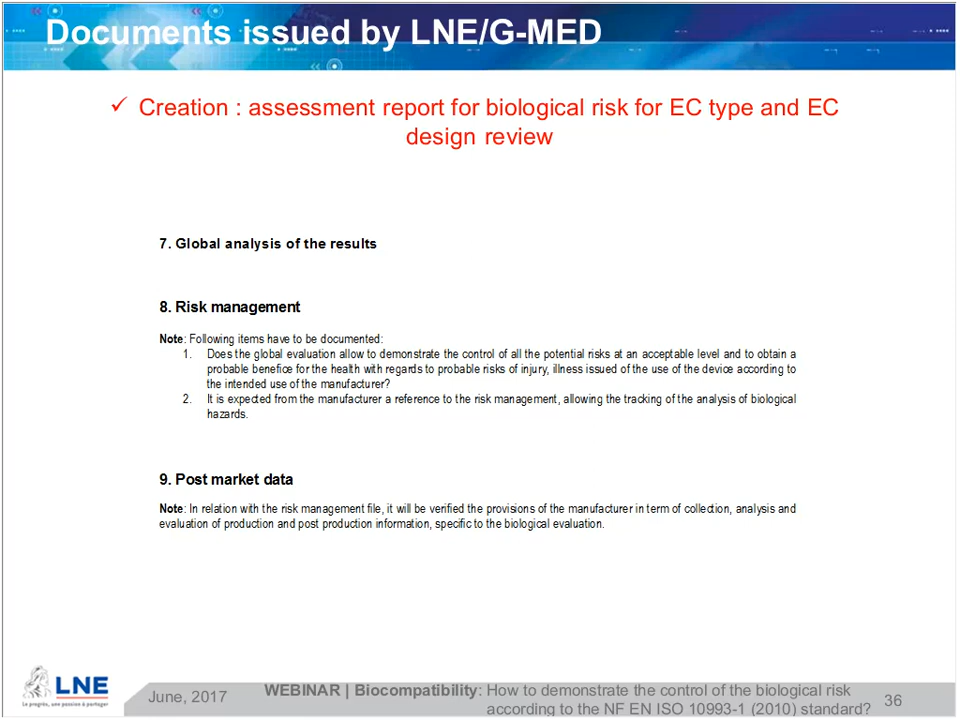 Documents issued by LNE/G-MED
✓ Creation : assessment report for biological risk for EC type and EC
design review
7. Global analysis of the results
8. Risk management
Note: Following items have to be documented:
1. Does the global evaluation allow to demonstrate the control of all the potential risks at an acceptable level and to obtain a
probable benefice for the health with regards to probable risks of injury, illness issued of the use of the device according to
the intended use of the manufacturer?
2. It is expected from the manufacturer a reference to the risk management, allowing the tracking of the analysis of biological
hazards.
9. Post market data
Note: In relation with the risk management file, it will be verified the provisions of the manufacturer in term of collection, analysis and
evaluation of production and post production information, specific to the biological evaluation.
LNE
Le progrès, une passion à partager
June, 2017
WEBINAR | Biocompatibility: How to demonstrate the control of the biological risk
according to the NF EN ISO 10993-1 (2010) standard?
36